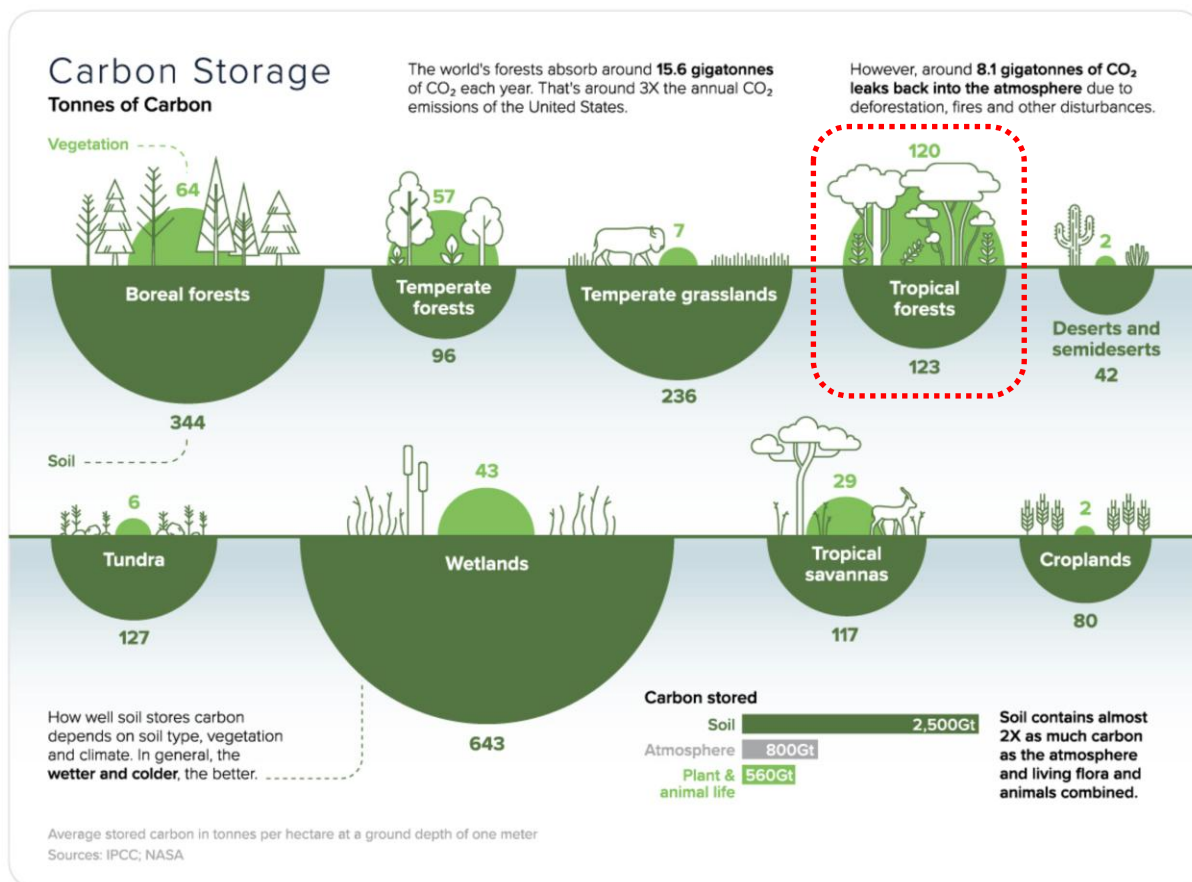 Carbon Storage
Tonnes of Carbon
The world's forests absorb around 15.6 gigatonnes
of CO₂ each year. That's around 3X the annual CO₂
emissions of the United States.
However, around 8.1 gigatonnes of CO₂
leaks back into the atmosphere due to
deforestation, fires and other disturbances.
Vegetation
64
57
7
120
2
Boreal forests
Temperate
forests
Temperate grasslands
Tropical
forests
Deserts and
semideserts
344
96
236
123
42
Soil
6
43
29
2
Tundra
Wetlands
Tropical
savannas
Croplands
127
643
117
80
How well soil stores carbon
depends on soil type, vegetation
and climate. In general, the
wetter and colder, the better.
Carbon stored
Soil 2,500Gt
Atmosphere 800Gt
Plant &
animal life 560Gt
Soil contains almost
2X as much carbon
as the atmosphere
and living flora and
animals combined.
Average stored carbon in tonnes per hectare at a ground depth of one meter
Sources: IPCC; NASA